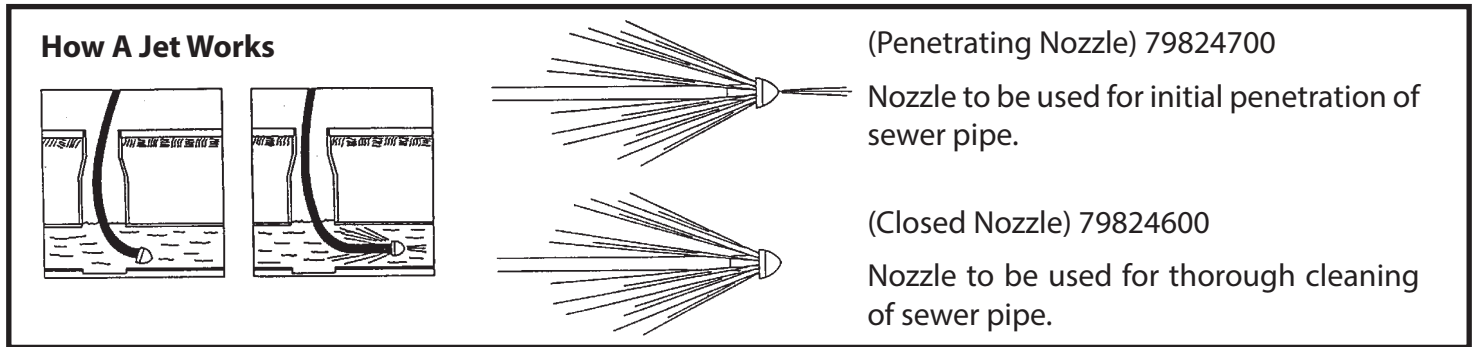 How A Jet Works
(Penetrating Nozzle) 79824700
Nozzle to be used for initial penetration of
sewer pipe.
(Closed Nozzle) 79824600
Nozzle to be used for thorough cleaning
of sewer pipe.